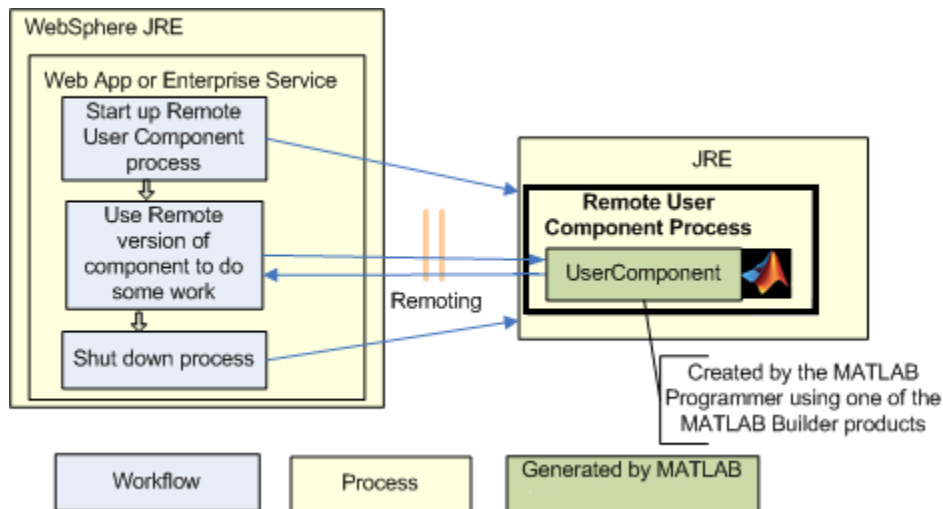 WebSphere JRE
Web App or Enterprise Service
Start up Remote
User Component
process
Use Remote
version of
component to do
some work
Shut down process
Remoting
JRE
Remote User
Component Process
UserComponent
Created by the MATLAB
Programmer using one of the
MATLAB Builder products
Workflow
Process
Generated by MATLAB